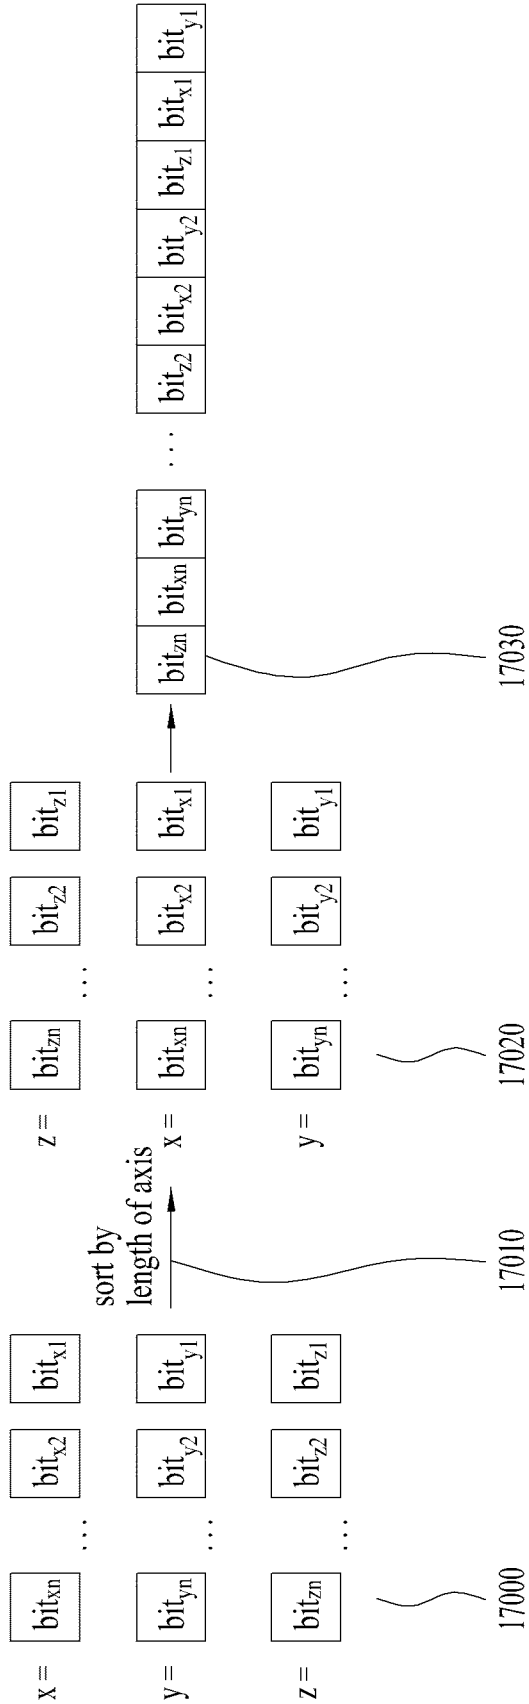 x = bit_xn ... bit_x2 bit_x1
y = bit_yn ... bit_y2 bit_y1
z = bit_zn ... bit_z2 bit_z1
17000
sort by
length of axis
17010
z = bit_zn ... bit_z2 bit_z1
x = bit_xn ... bit_x2 bit_x1
y = bit_yn ... bit_y2 bit_y1
17020
bit_zn bit_xn bit_yn ... bit_z2 bit_x2 bit_y2 bit_z1 bit_x1 bit_y1
17030